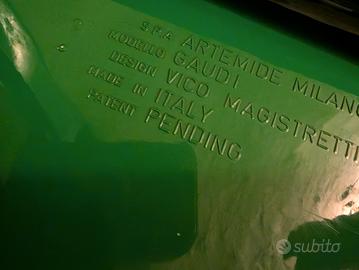 S.P.A ARTEMIDE MILANO
MODELLO GAUDI
DESIGN VICO MAGISTRETTI
MADE IN ITALY
PATENT PENDING
subito